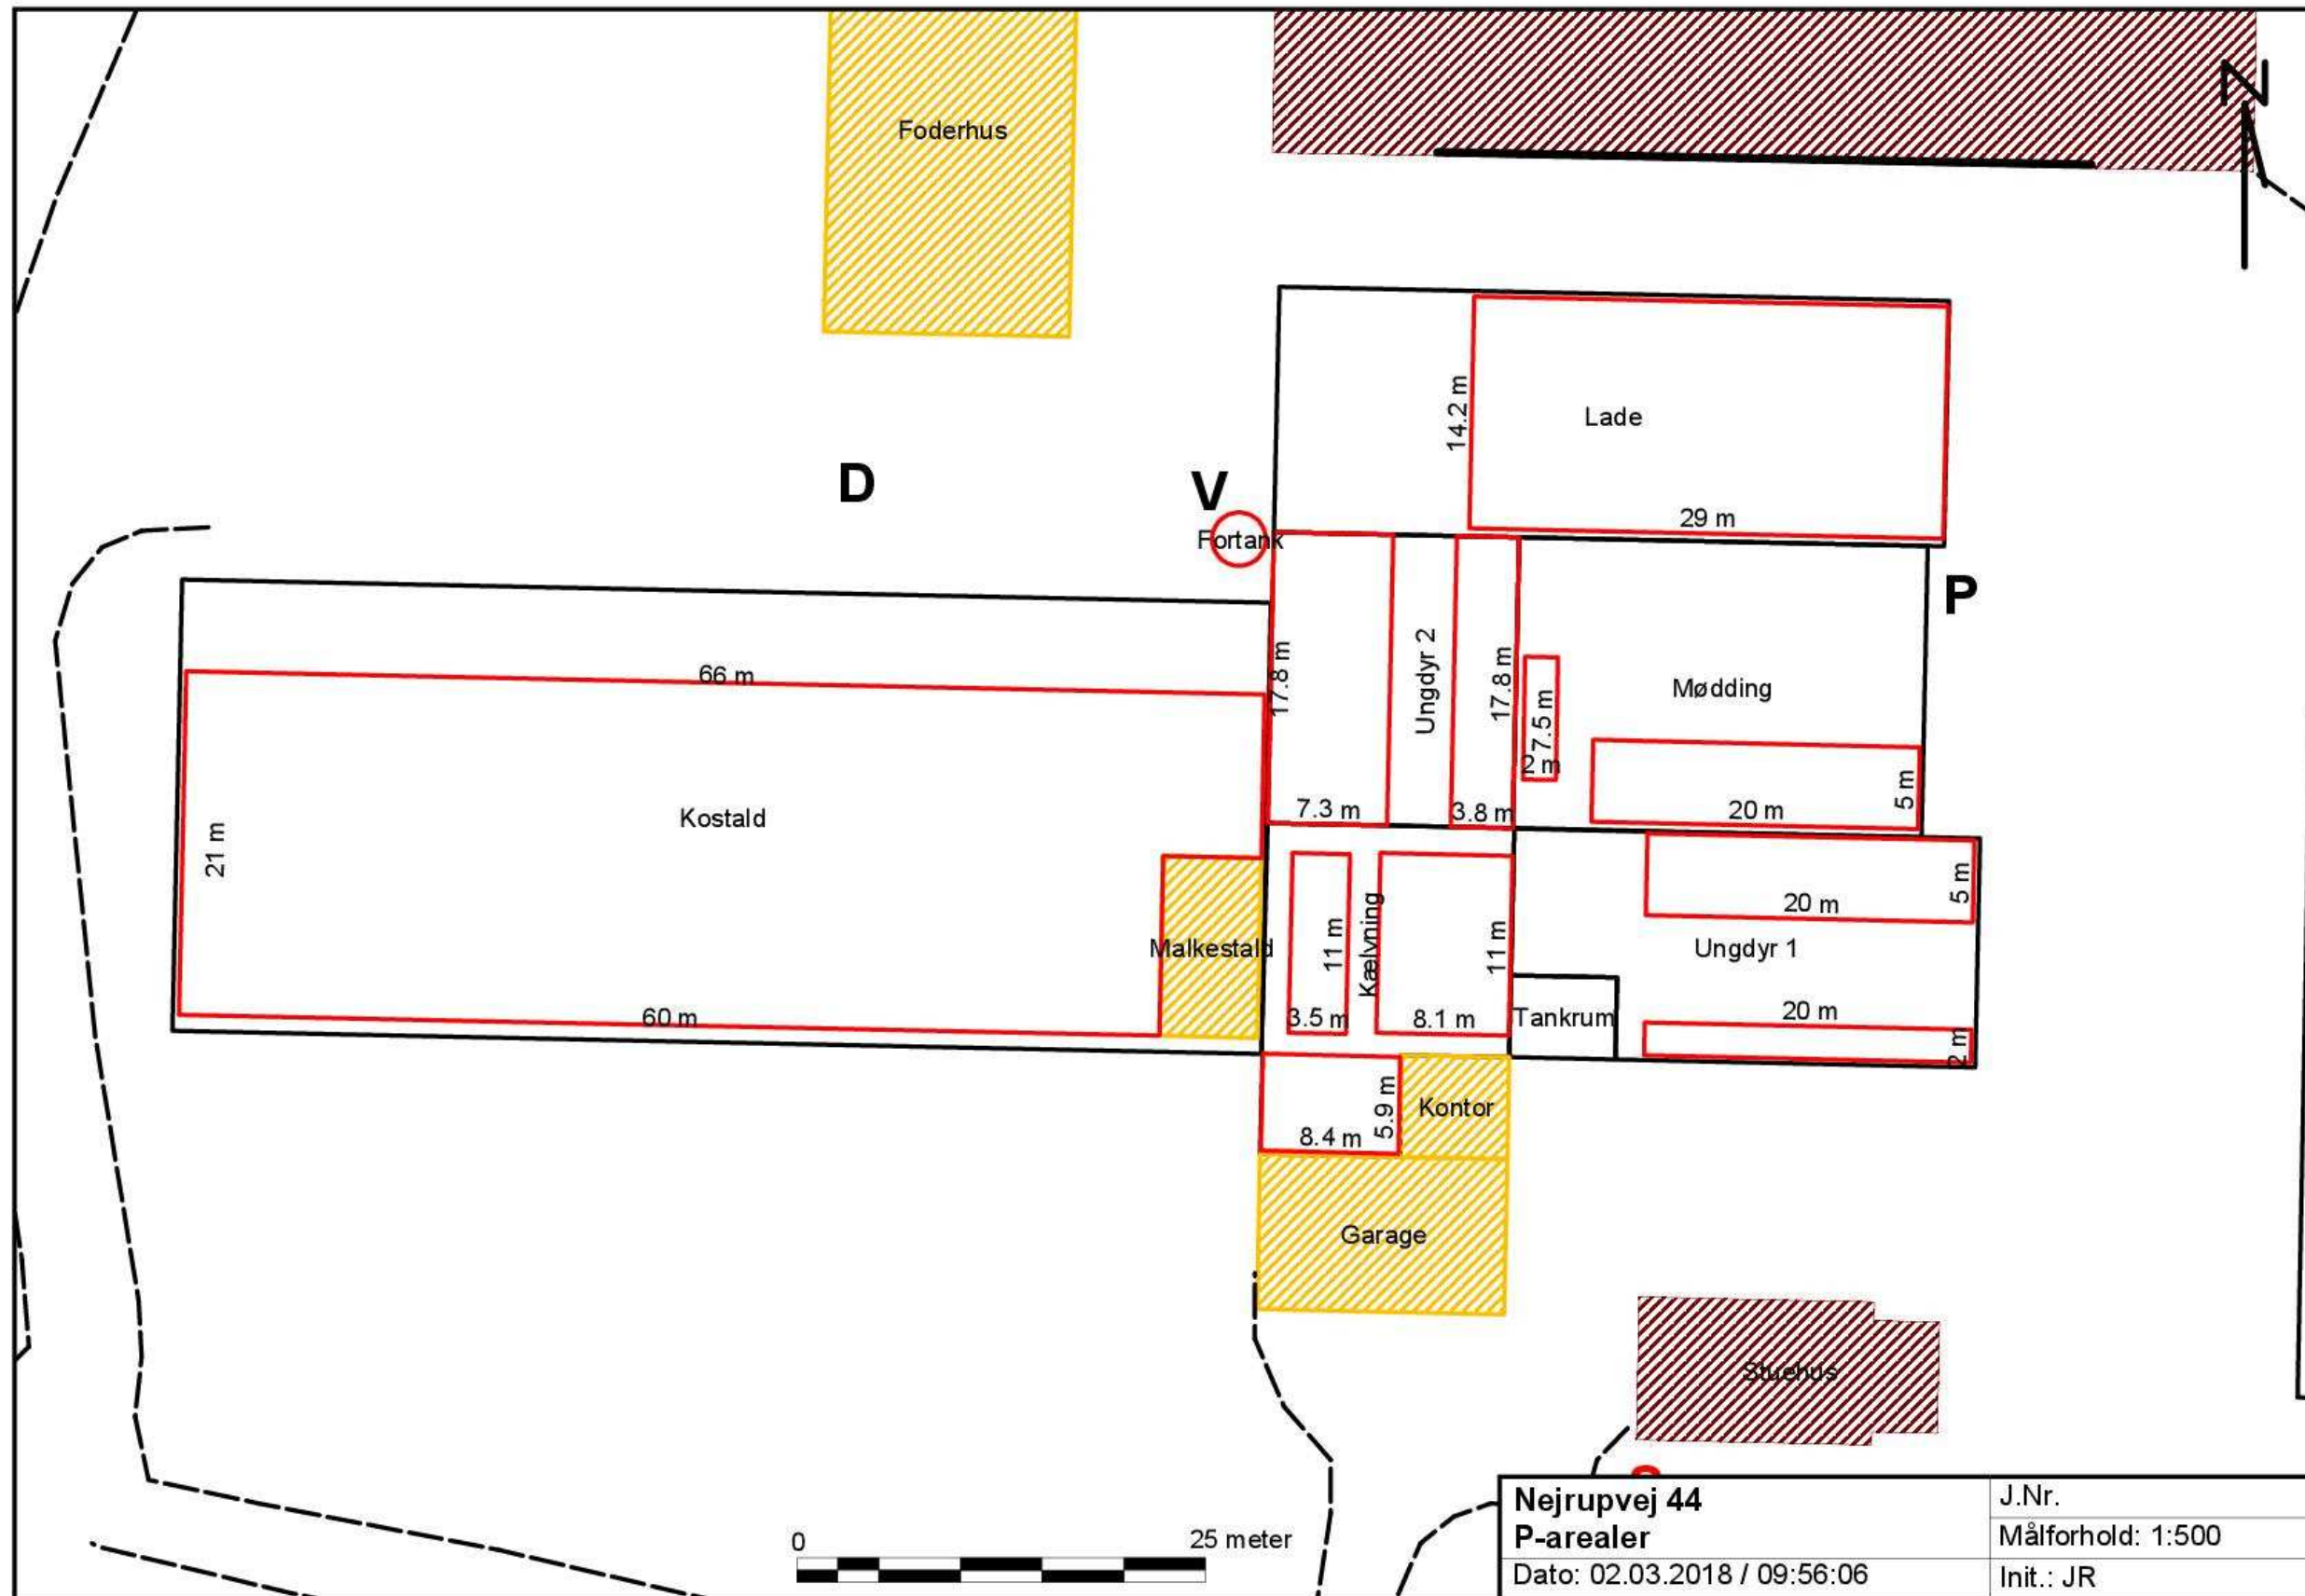 N
Foderhus
Lade
14.2 m
29 m
D
V
Fortank
P
66 m
Kostald
21 m
60 m
Malkestald
17.8 m
Ungdyr 2
17.8 m
7.3 m
3.8 m
7.5 m
2 m
Mødding
20 m
5 m
20 m
5 m
Ungdyr 1
20 m
2 m
11 m
Kælvning
11 m
3.5 m
8.1 m
Tankrum
5.9 m
8.4 m
Kontor
Garage
Stuehus
0
25 meter
Nejrupvej 44
P-arealer
Dato: 02.03.2018 / 09:56:06
J.Nr.
Målforhold: 1:500
Init.: JR